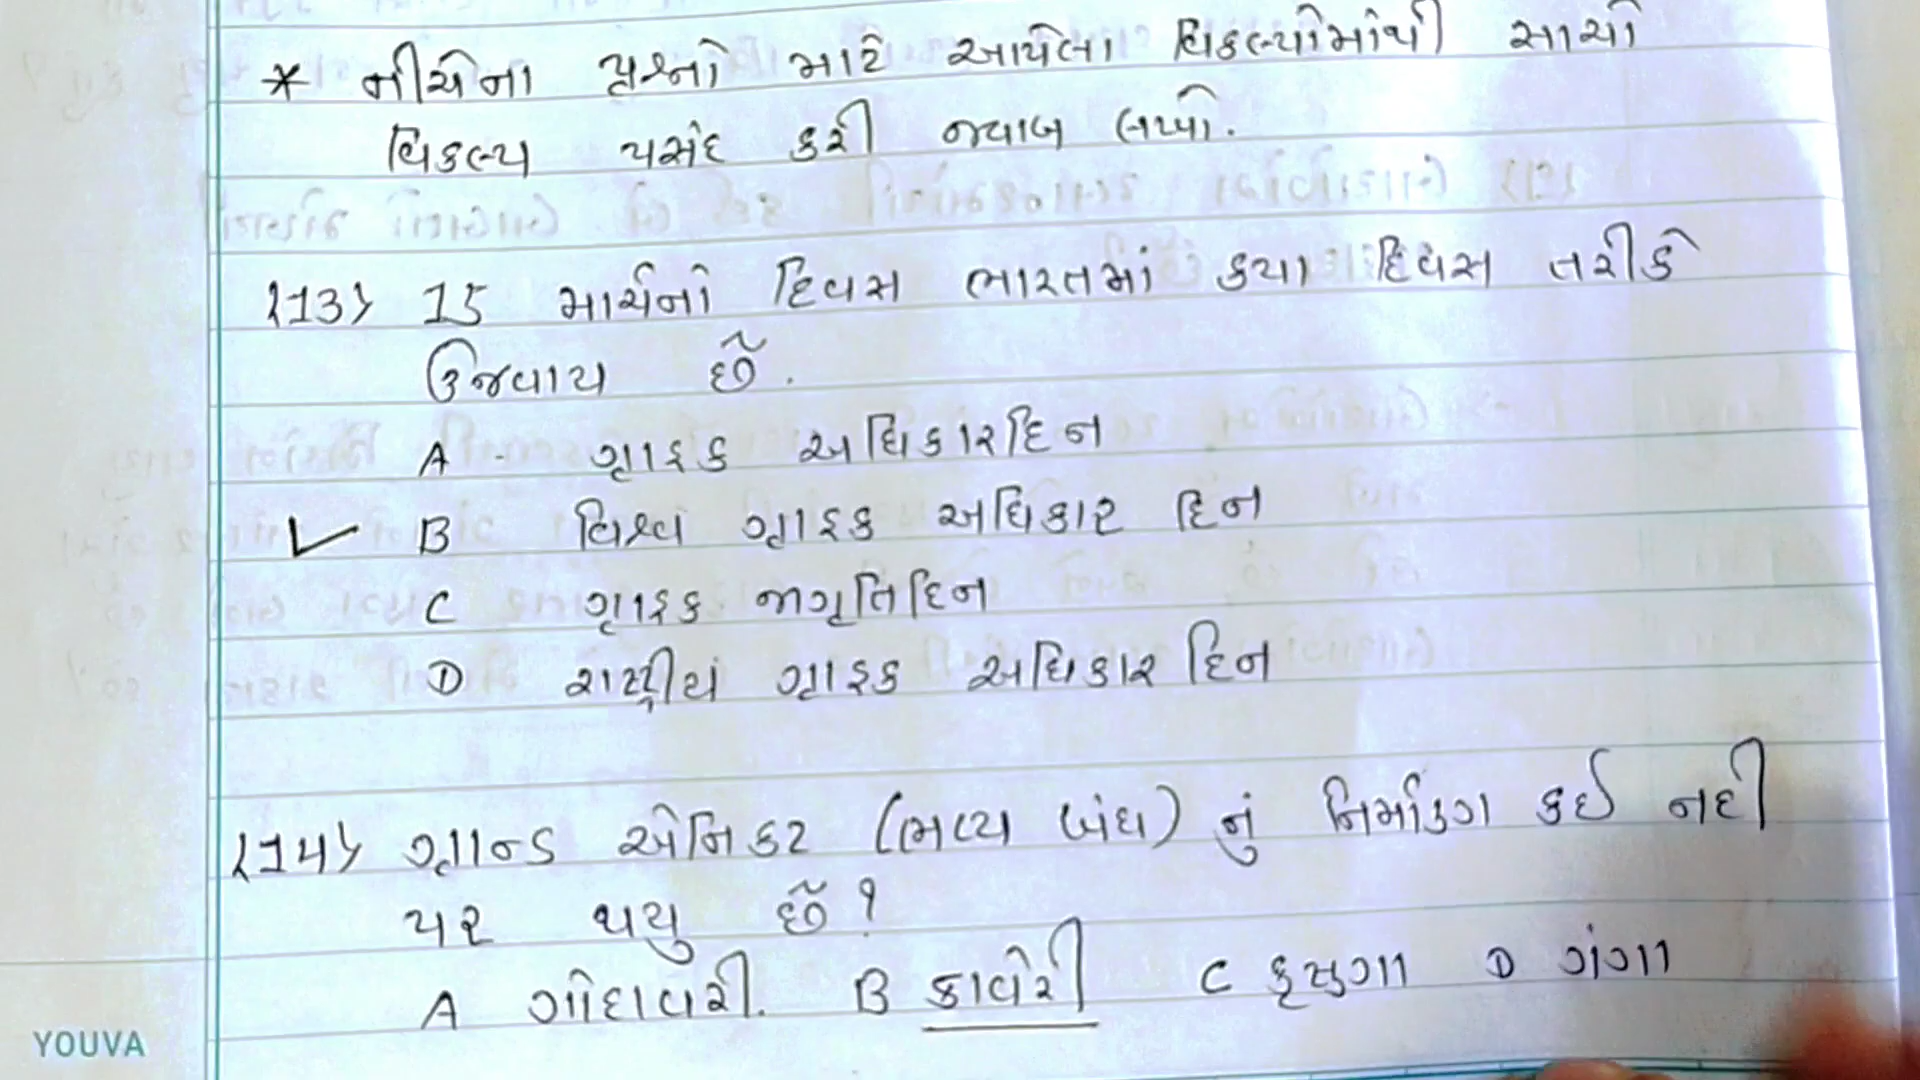 * નીચેના પ્રશ્નો માટે આપેલા વિકલ્પોમાંથી સાચો
વિકલ્પ પસંદ કરી જવાબ લખો.
{13} 15 માર્ચનો દિવસ ભારતમાં કયા દિવસ તરીકે
ઉજવાય છે.
A. ગ્રાહક અધિકારદિન
B વિશ્વ ગ્રાહક અધિકાર દિન
C ગ્રાહક જાગૃતિદિન
D રાષ્ટ્રીય ગ્રાહક અધિકાર દિન
{14} ગ્રાન્ડ એનિકટ (ભવ્ય બંધ) નું નિર્માણ કઈ નદી
પર થયુ છે?
A ગોદાવરી. B કાવેરી C કૃષ્ણા D ગંગા
YOUVA